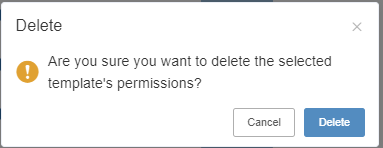 Delete
Are you sure you want to delete the selected
template's permissions?
Cancel
Delete